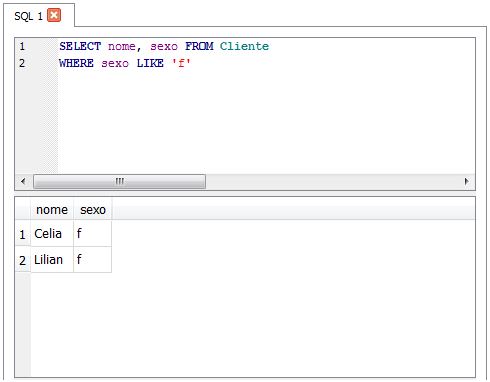 SQL 1
1 SELECT nome, sexo FROM Cliente
2 WHERE sexo LIKE 'f'
nome sexo
1 Celia f
2 Lilian f